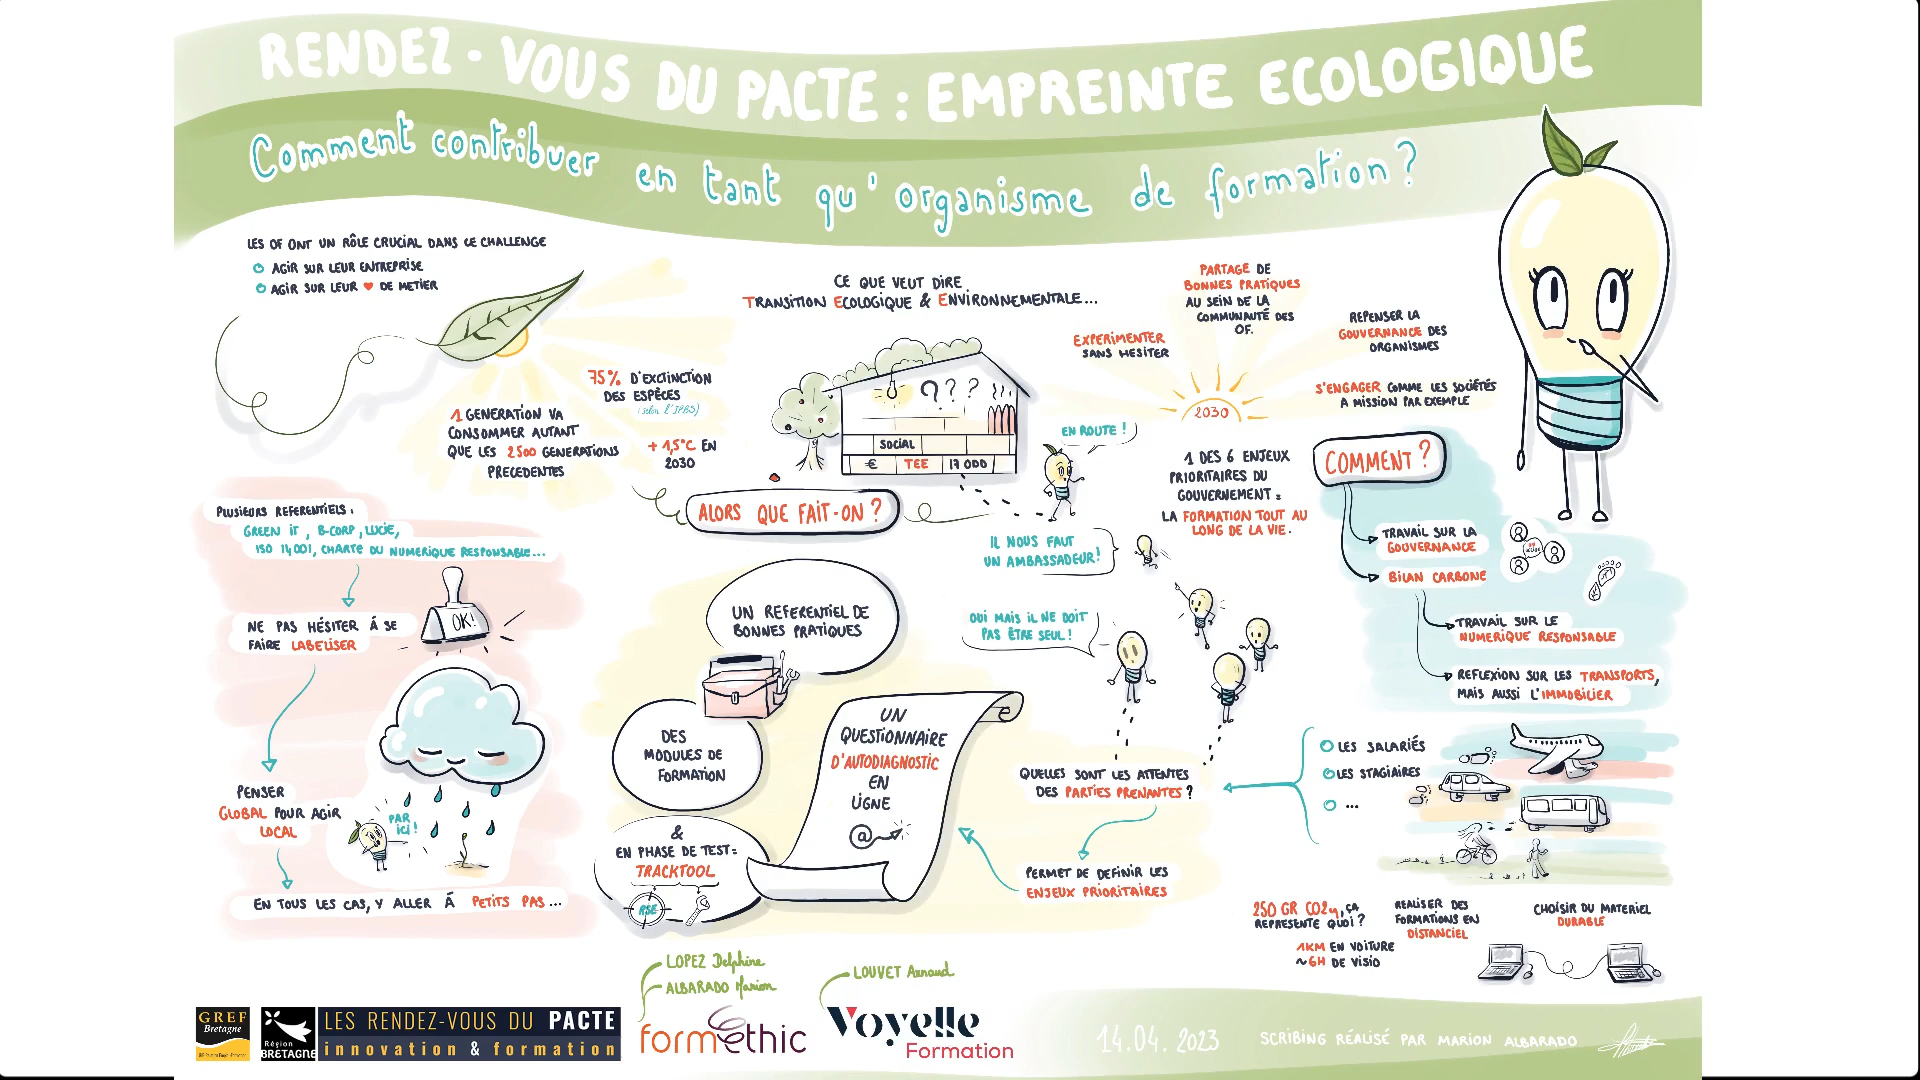 RENDEZ-VOUS DU PACTE : EMPREINTE ECOLOGIQUE
Comment contribuer en tant qu'organisme de formation ?
LES OF ONT UN RÔLE CRUCIAL DANS CE CHALLENGE
AGIR SUR LEUR ENTREPRISE
AGIR SUR LEUR ♥ DE METIER
1 GENERATION VA
CONSOMMER AUTANT
QUE LES 2500 GENERATIONS
PRECEDENTES
75% D'EXCTINCTION
DES ESPÈCES
(selon l'IPBS)
+ 1,5°C EN
2030
CE QUE VEUT DIRE
TRANSITION ECOLOGIQUE & ENVIRONNEMENTALE...
? ? ?
SOCIAL
€ TEE 17 ODD
EN ROUTE !
EXPERIMENTER
SANS HESITER
PARTAGE DE
BONNES PRATIQUES
AU SEIN DE LA
COMMUNAUTÉ DES
OF.
REPENSER LA
GOUVERNANCE DES
ORGANISMES
S'ENGAGER COMME LES SOCIÉTÉS
A MISSION PAR EXEMPLE
2030
1 DES 6 ENJEUX
PRIORITAIRES DU
GOUVERNEMENT =
LA FORMATION TOUT AU
LONG DE LA VIE.
ALORS QUE FAIT-ON ?
IL NOUS FAUT
UN AMBASSADEUR!
OUI MAIS IL NE DOIT
PAS ÊTRE SEUL !
PLUSIEURS REFERENTIELS :
GREEN IT, B-CORP, LUCIE,
ISO 14001, CHARTE DU NUMERIQUE RESPONSABLE...
NE PAS HÉSITER Á SE
FAIRE LABELISER
OK!
PENSER
GLOBAL POUR AGIR
LOCAL
PAR
ICI !
EN TOUS LES CAS, Y ALLER Á PETITS PAS ...
UN REFERENTIEL DE
BONNES PRATIQUES
DES
MODULES DE
FORMATION
&
EN PHASE DE TEST =
TRACKTOOL
RSE
UN
QUESTIONNAIRE
D'AUTODIAGNOSTIC
EN
LIGNE
@
QUELLES SONT LES ATTENTES
DES PARTIES PRENANTES ?
PERMET DE DEFINIR LES
ENJEUX PRIORITAIRES
COMMENT ?
TRAVAIL SUR LA
GOUVERNANCE
BILAN CARBONE
TRAVAIL SUR LE
NUMERIQUE RESPONSABLE
REFLEXION SUR LES TRANSPORTS,
MAIS AUSSI L'IMMOBILIER
LES SALARIÉS
LES STAGIAIRES
...
250 GR CO2, ÇA
REPRESENTE QUOI ?
1KM EN VOITURE
~6H DE VISIO
REALISER DES
FORMATIONS EN
DISTANCIEL
CHOISIR DU MATERIEL
DURABLE
LOPEZ Delphine
ALBARADO Marion
LOUVET Arnaud
GREF
Bretagne
Région
BRETAGNE
LES RENDEZ-VOUS DU PACTE
innovation & formation
formethic
Voyelle
Formation
14.04.2023
SCRIBING RÉALISÉ PAR MARION ALBARADO